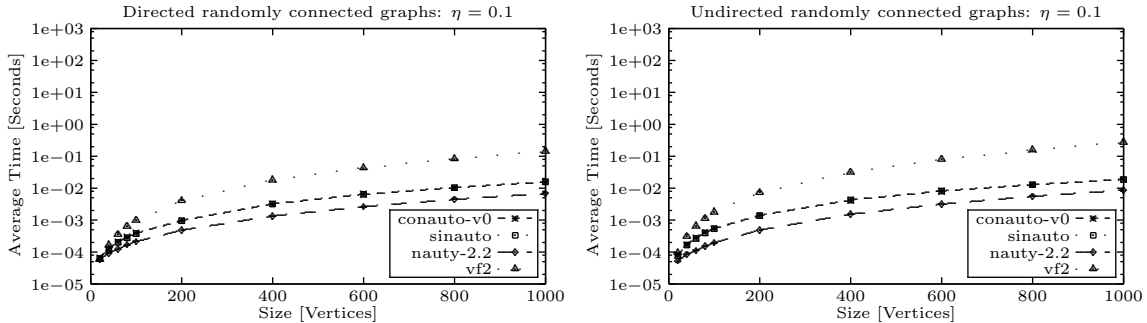 Directed randomly connected graphs: η = 0.1
Average Time [Seconds]
1e+03
1e+02
1e+01
1e+00
1e-01
1e-02
1e-03
1e-04
1e-05
0 200 400 600 800 1000
Size [Vertices]
conauto-v0
sinauto
nauty-2.2
vf2
Undirected randomly connected graphs: η = 0.1
Average Time [Seconds]
1e+03
1e+02
1e+01
1e+00
1e-01
1e-02
1e-03
1e-04
1e-05
0 200 400 600 800 1000
Size [Vertices]
conauto-v0
sinauto
nauty-2.2
vf2